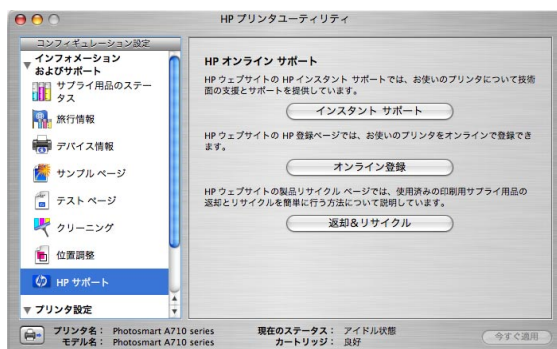 HP プリンタユーティリティ
コンフィギュレーション設定
インフォメーション
およびサポート
サプライ用品のステー
タス
旅行情報
デバイス情報
サンプル ページ
テスト ページ
クリーニング
位置調整
HP サポート
プリンタ設定
HP オンライン サポート
HP ウェブサイトの HP インスタント サポートでは、お使いのプリンタについて技術
面の支援とサポートを提供しています。
インスタント サポート
HP ウェブサイトの HP 登録ページでは、お使いのプリンタをオンラインで登録でき
ます。
オンライン登録
HP ウェブサイトの製品リサイクル ページでは、使用済みの印刷用サプライ用品の
返却とリサイクルを簡単に行う方法について説明しています。
返却&リサイクル
プリンタ名： Photosmart A710 series 現在のステータス： アイドル状態
モデル名： Photosmart A710 series カートリッジ： 良好
今すぐ適用